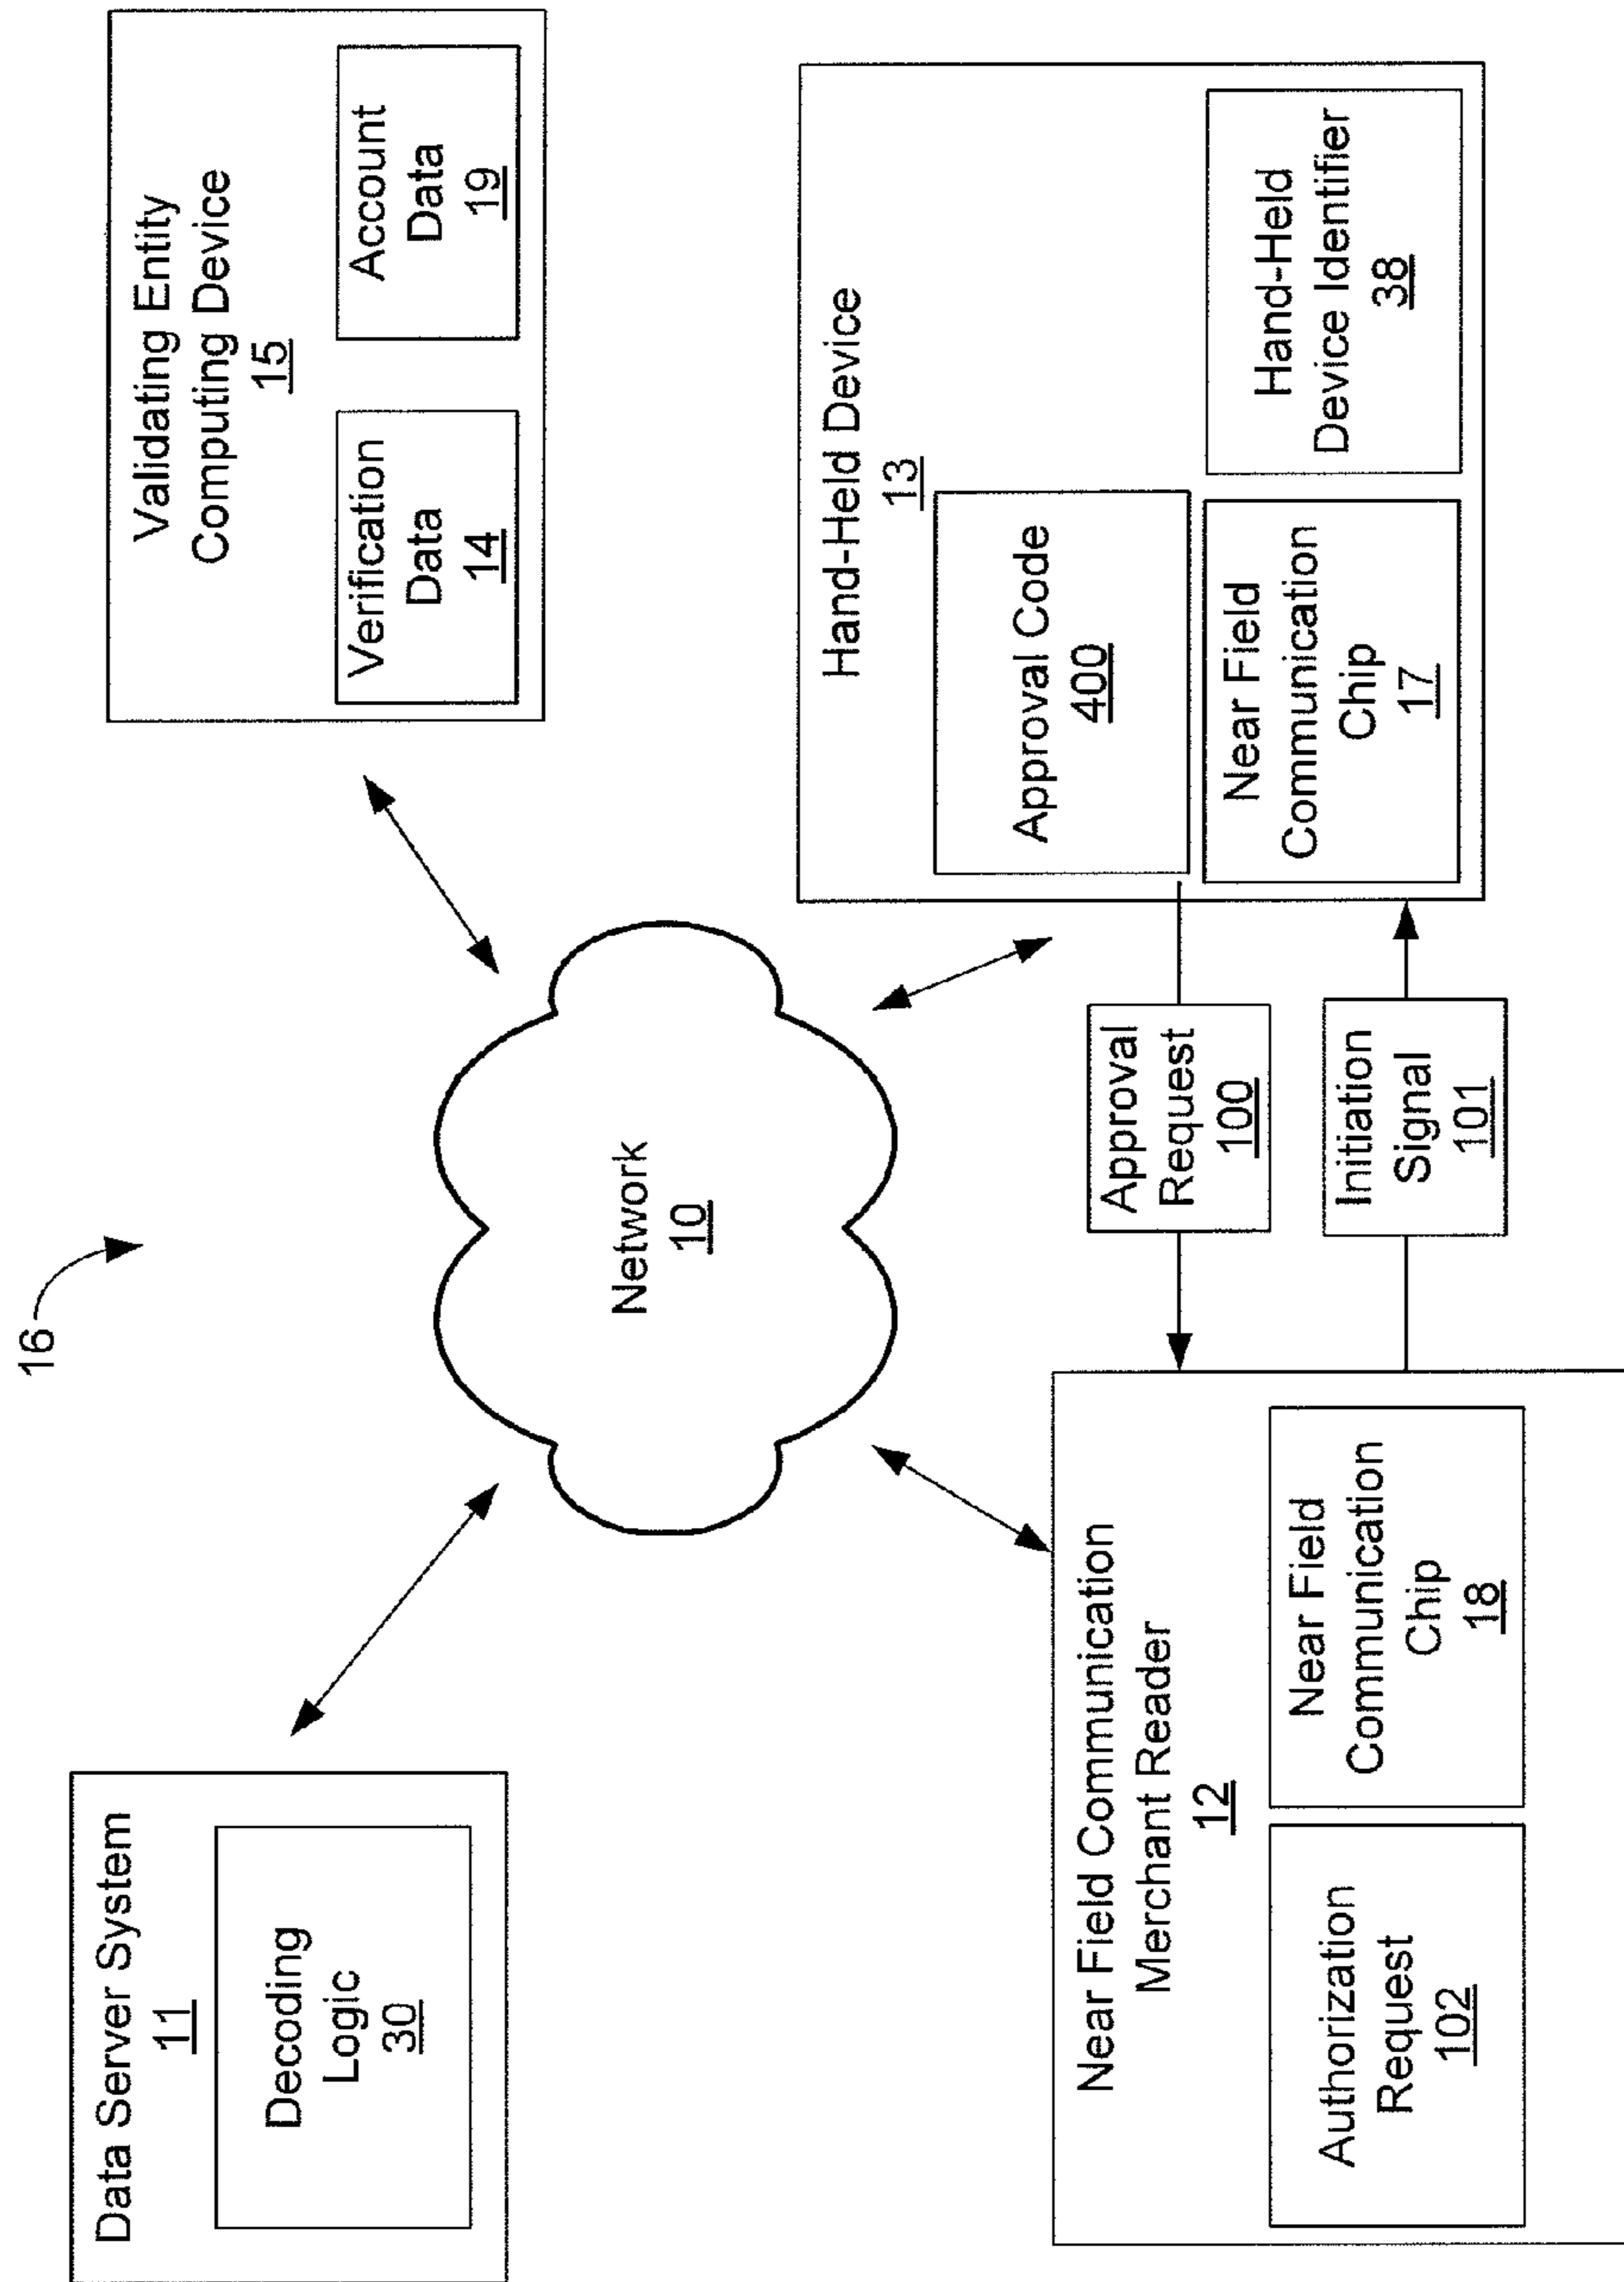 16
Data Server System
11
Decoding
Logic
30
Validating Entity
Computing Device
15
Verification
Data
14
Account
Data
19
Network
10
Near Field Communication
Merchant Reader
12
Authorization
Request
102
Near Field
Communication
Chip
18
Approval
Request
100
Initiation
Signal
101
Hand-Held Device
13
Approval Code
400
Near Field
Communication
Chip
17
Hand-Held
Device Identifier
38